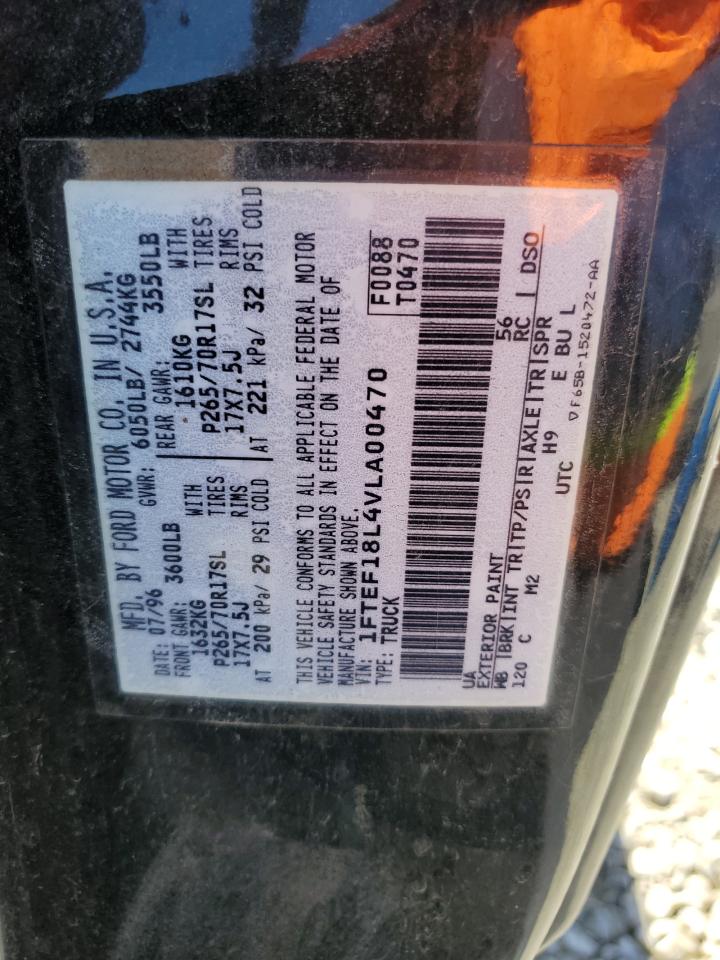 MFD. BY FORD MOTOR CO. IN U.S.A.
DATE: 07/96 GVWR: 6050LB/ 2744KG
FRONT GAWR: 3600LB REAR GAWR: 3550LB
1632KG WITH 1610KG WITH
P265/70R17SL TIRES P265/70R17SL TIRES
17X7.5J RIMS 17X7.5J RIMS
AT 200 kPa/ 29 PSI COLD AT 221 kPa/ 32 PSI COLD
THIS VEHICLE CONFORMS TO ALL APPLICABLE FEDERAL MOTOR
VEHICLE SAFETY STANDARDS IN EFFECT ON THE DATE OF
MANUFACTURE SHOWN ABOVE.
VIN: 1FTEF18L4VLA00470 F0088
TYPE: TRUCK T0470
UA 56
EXTERIOR PAINT RC DSO
WB |BRK|INT TR|TP/PS|R|AXLE|TR|SPR
120 C M2 H9 E BU L
UTC ▽F65B-1520472-AA